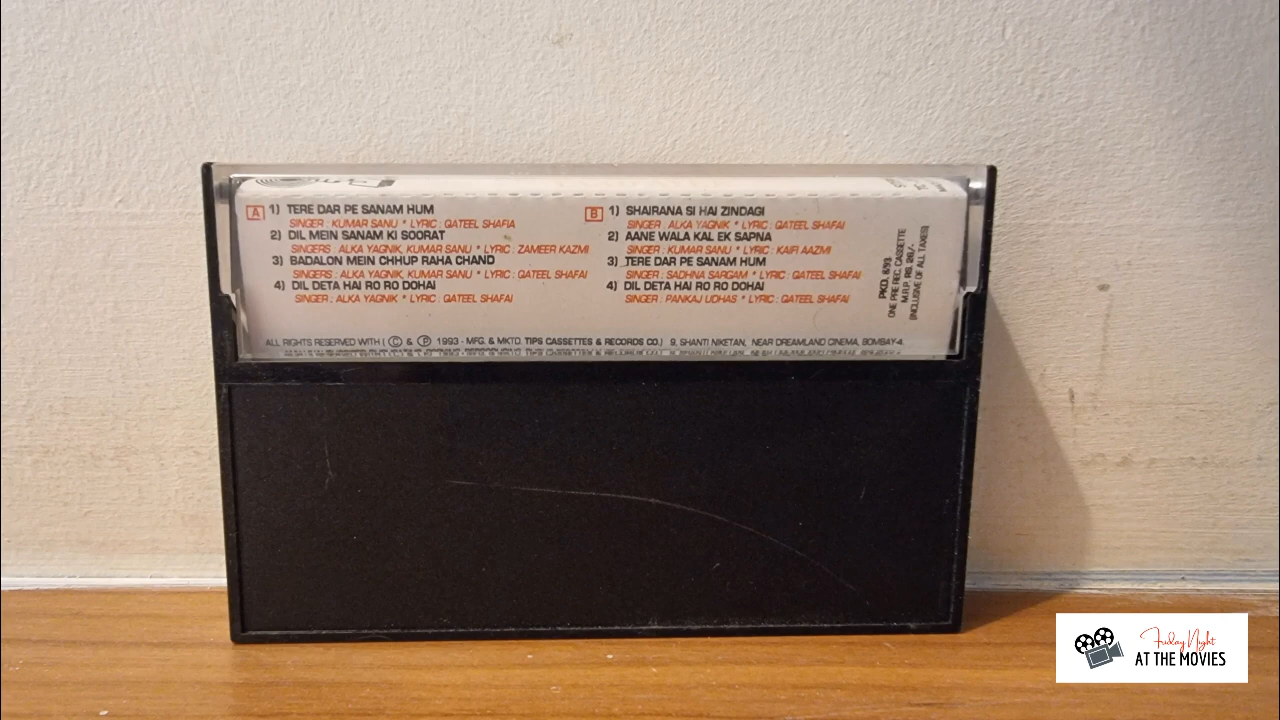 A
1) TERE DAR PE SANAM HUM
SINGER : KUMAR SANU * LYRIC : QATEEL SHAFIA
2) DIL MEIN SANAM KI SOORAT
SINGERS : ALKA YAGNIK, KUMAR SANU * LYRIC : ZAMEER KAZMI
3) BADALON MEIN CHHUP RAHA CHAND
SINGERS : ALKA YAGNIK, KUMAR SANU * LYRIC : QATEEL SHAFAI
4) DIL DETA HAI RO RO DOHAI
SINGER : ALKA YAGNIK * LYRIC : QATEEL SHAFAI
B
1) SHAIRANA SI HAI ZINDAGI
SINGER : ALKA YAGNIK * LYRIC : QATEEL SHAFAI
2) AANE WALA KAL EK SAPNA
SINGER : KUMAR SANU * LYRIC : KAIFI AAZMI
3) TERE DAR PE SANAM HUM
SINGER : SADHNA SARGAM * LYRIC : QATEEL SHAFAI
4) DIL DETA HAI RO RO DOHAI
SINGER : PANKAJ UDHAS * LYRIC : QATEEL SHAFAI
PKD. 6/93
ONE PRE REC. CASSETTE
M.R.P. RS. 26/-
(INCLUSIVE OF ALL TAXES)
ALL RIGHTS RESERVED WITH ( © & ℗ 1993 - MFG. & MKTD. TIPS CASSETTES & RECORDS CO.) 9, SHANTI NIKETAN, NEAR DREAMLAND CINEMA, BOMBAY-4.
Friday Night
AT THE MOVIES